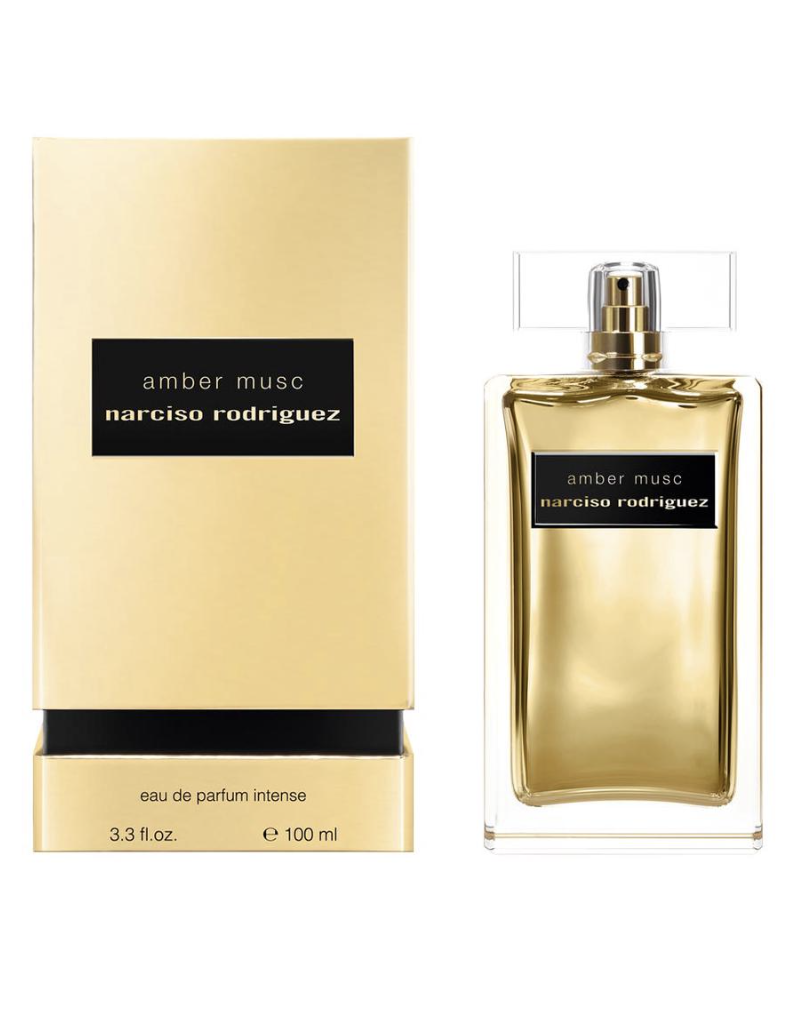 amber musc
narciso rodriguez
eau de parfum intense
3.3 fl.oz. ℮ 100 ml
amber musc
narciso rodriguez